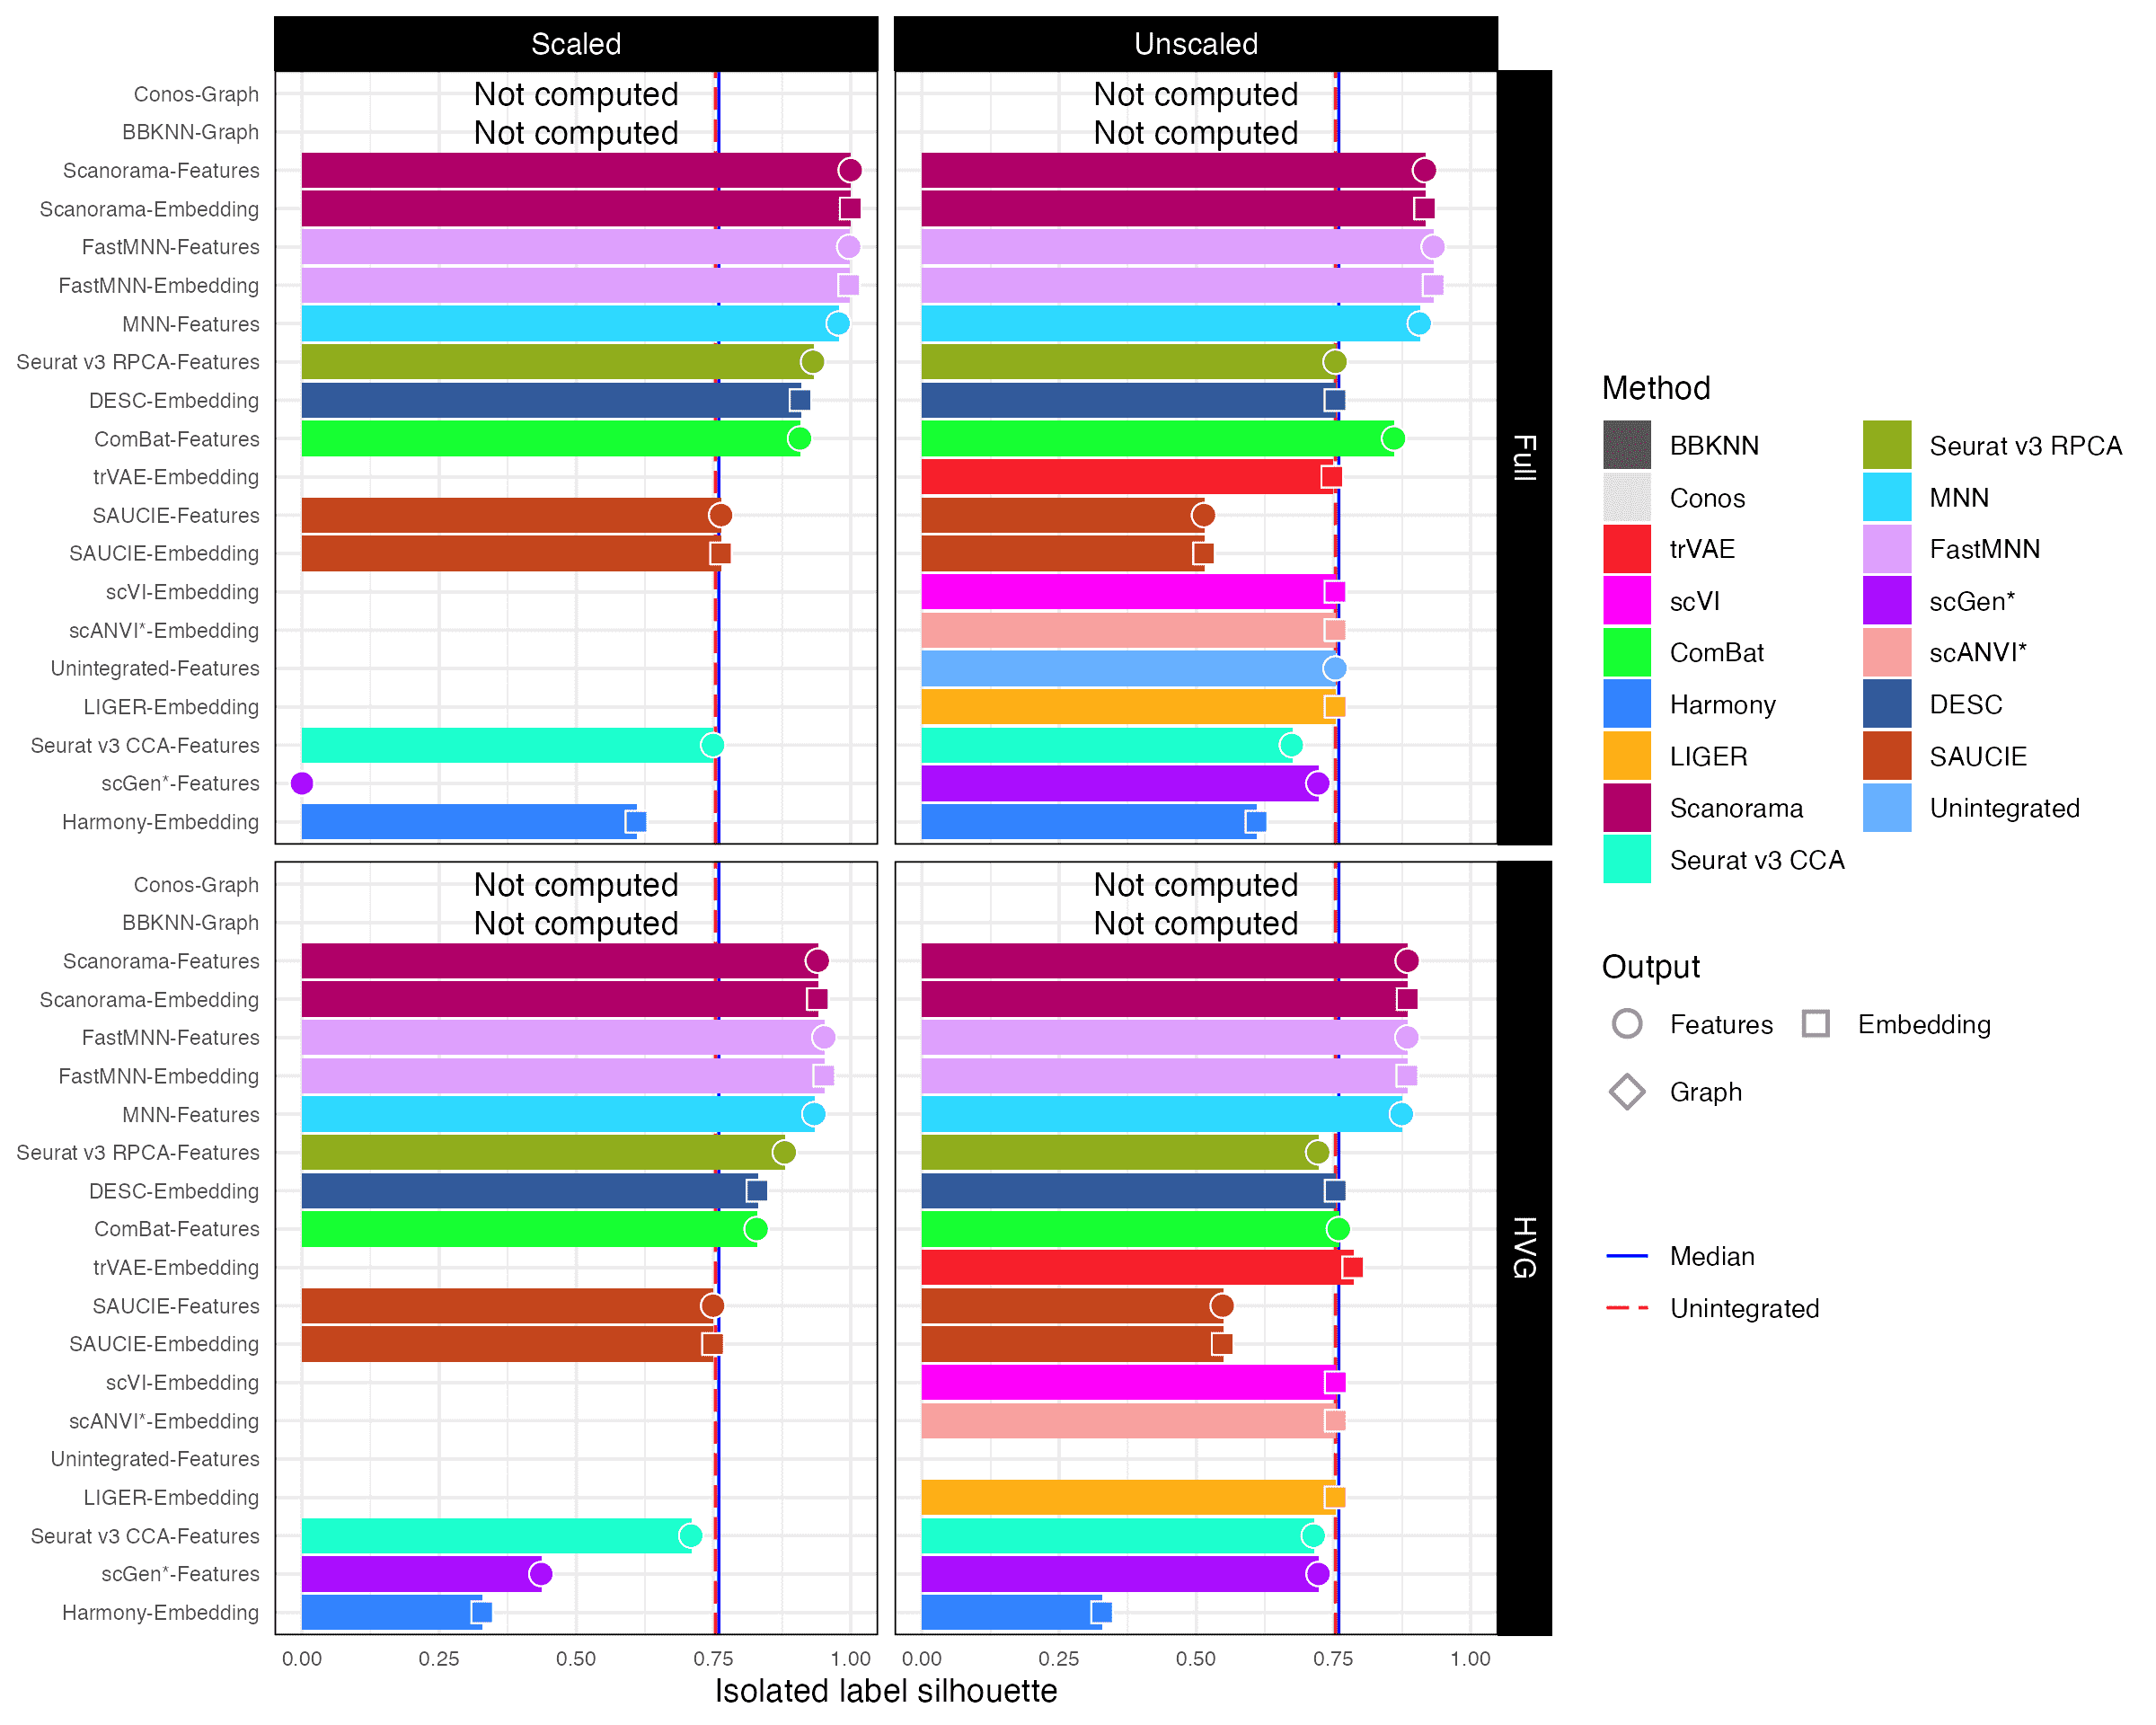 Scaled
Unscaled
Conos-Graph
BBKNN-Graph
Scanorama-Features
Scanorama-Embedding
FastMNN-Features
FastMNN-Embedding
MNN-Features
Seurat v3 RPCA-Features
DESC-Embedding
ComBat-Features
trVAE-Embedding
SAUCIE-Features
SAUCIE-Embedding
scVI-Embedding
scANVI*-Embedding
Unintegrated-Features
LIGER-Embedding
Seurat v3 CCA-Features
scGen*-Features
Harmony-Embedding
Not computed
Not computed
Not computed
Not computed
Full
Conos-Graph
BBKNN-Graph
Scanorama-Features
Scanorama-Embedding
FastMNN-Features
FastMNN-Embedding
MNN-Features
Seurat v3 RPCA-Features
DESC-Embedding
ComBat-Features
trVAE-Embedding
SAUCIE-Features
SAUCIE-Embedding
scVI-Embedding
scANVI*-Embedding
Unintegrated-Features
LIGER-Embedding
Seurat v3 CCA-Features
scGen*-Features
Harmony-Embedding
Not computed
Not computed
Not computed
Not computed
HVG
0.00 0.25 0.50 0.75 1.00
0.00 0.25 0.50 0.75 1.00
Isolated label silhouette
Method
BBKNN
Conos
trVAE
scVI
ComBat
Harmony
LIGER
Scanorama
Seurat v3 CCA
Seurat v3 RPCA
MNN
FastMNN
scGen*
scANVI*
DESC
SAUCIE
Unintegrated
Output
Features
Embedding
Graph
Median
Unintegrated